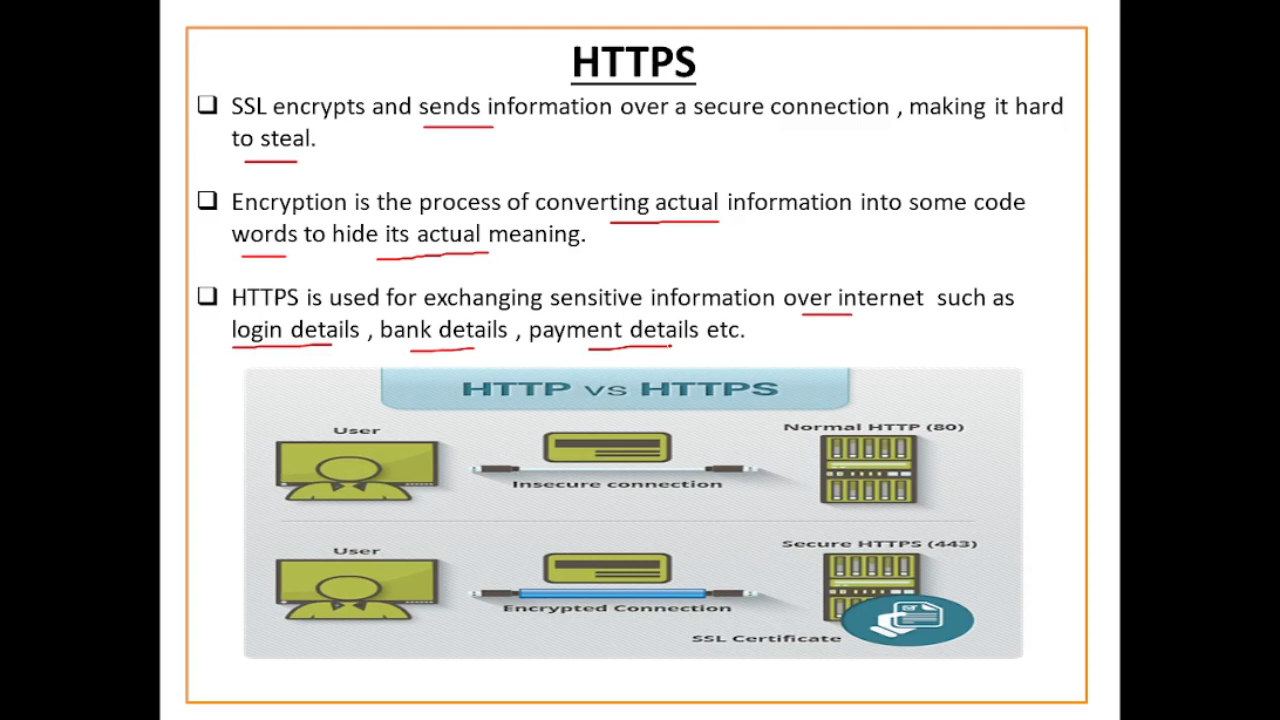 HTTPS
SSL encrypts and sends information over a secure connection , making it hard
to steal.
Encryption is the process of converting actual information into some code
words to hide its actual meaning.
HTTPS is used for exchanging sensitive information over internet such as
login details , bank details , payment details etc.
HTTP vs HTTPS
User
Normal HTTP (80)
Insecure connection
User
Secure HTTPS (443)
Encrypted Connection
SSL Certificate